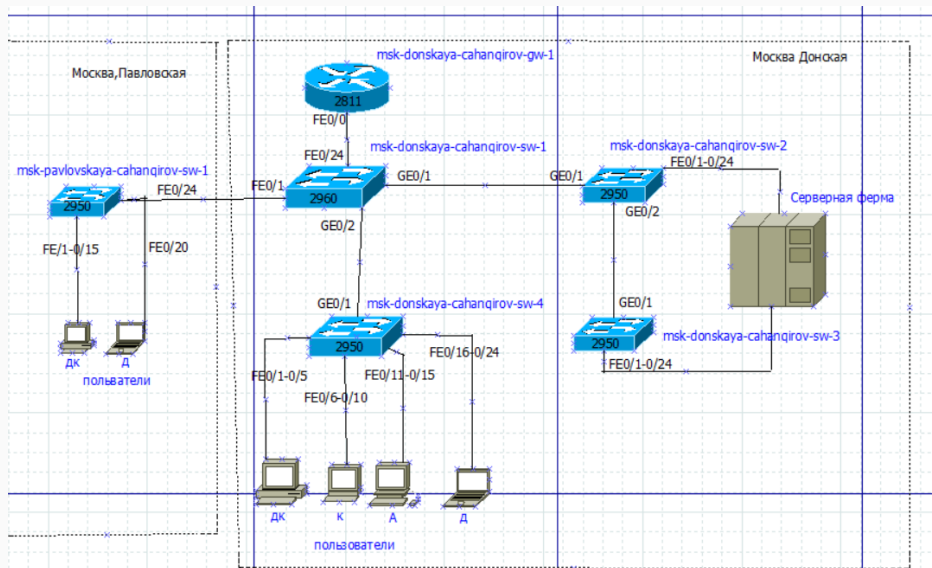 msk-donskaya-cahanqirov-gw-1
Москва Донская
Москва,Павловская
2811
FE0/0
msk-donskaya-cahanqirov-sw-1
msk-donskaya-cahanqirov-sw-2
FE0/24
FE0/1-0/24
msk-pavlovskaya-cahanqirov-sw-1
FE0/24
FE0/1
GE0/1
GE0/1
2950
2960
2950
Серверная ферма
GE0/2
GE0/2
FE/1-0/15
FE0/20
GE0/1
msk-donskaya-cahanqirov-sw-4
GE0/1
msk-donskaya-cahanqirov-sw-3
2950
2950
FE0/16-0/24
дк
Д
FE0/1-0/5
FE0/11-0/15
FE0/1-0/24
пользватели
FE0/6-0/10
дк
к
А
Д
пользователи